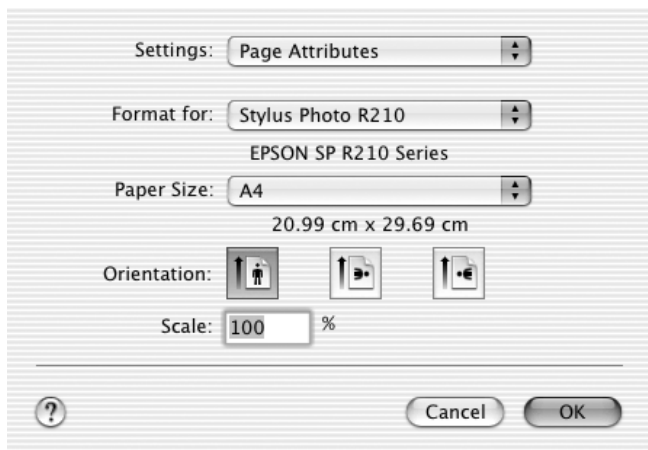 Settings: Page Attributes
Format for: Stylus Photo R210
EPSON SP R210 Series
Paper Size: A4
20.99 cm x 29.69 cm
Orientation:
Scale: 100 %
? Cancel OK